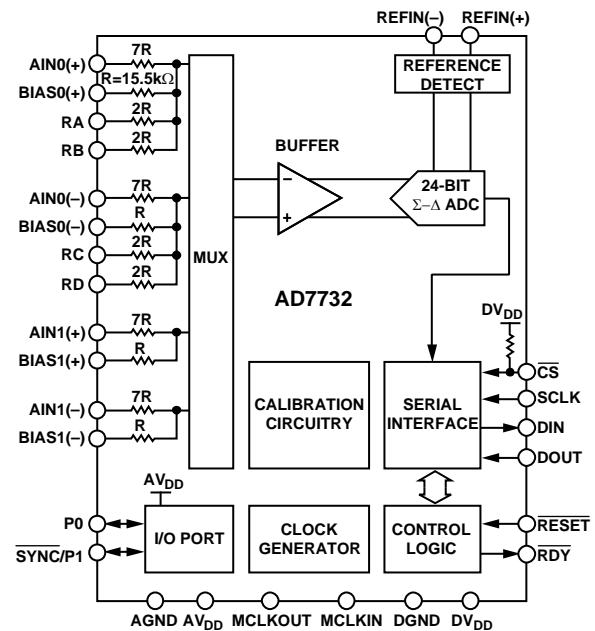 REFIN(–) REFIN(+)
AIN0(+) 7R
R=15.5kΩ
BIAS0(+)
RA 2R
RB 2R
AIN0(–) 7R
BIAS0(–) R
RC 2R
RD 2R
AIN1(+) 7R
BIAS1(+) R
AIN1(–) 7R
BIAS1(–) R
MUX
BUFFER
–
+
REFERENCE
DETECT
24-BIT
Σ–Δ ADC
AD7732
DVDD
CALIBRATION
CIRCUITRY
SERIAL
INTERFACE
CS
SCLK
DIN
DOUT
AVDD
P0
SYNC/P1
I/O PORT
CLOCK
GENERATOR
CONTROL
LOGIC
RESET
RDY
AGND AVDD MCLKOUT MCLKIN DGND DVDD